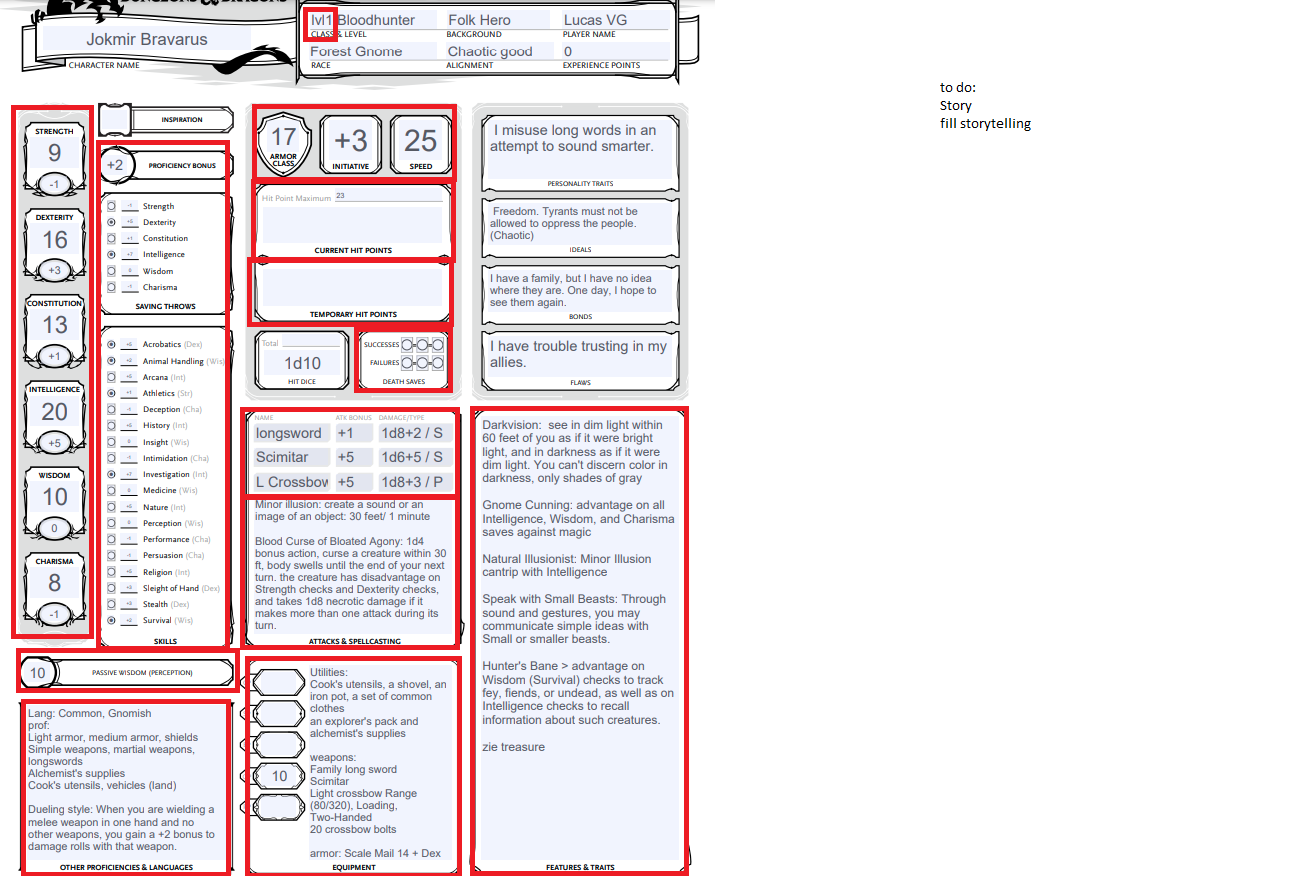 DUNGEONS & DRAGONS
Jokmir Bravarus
CHARACTER NAME
lvl1 Bloodhunter
Folk Hero
Lucas VG
CLASS & LEVEL
BACKGROUND
PLAYER NAME
Forest Gnome
Chaotic good
0
RACE
ALIGNMENT
EXPERIENCE POINTS
to do:
Story
fill storytelling
STRENGTH
9
-1
DEXTERITY
16
+3
CONSTITUTION
13
+1
INTELLIGENCE
20
+5
WISDOM
10
0
CHARISMA
8
-1
INSPIRATION
+2
PROFICIENCY BONUS
-1 Strength
+5 Dexterity
+1 Constitution
+7 Intelligence
0 Wisdom
-1 Charisma
SAVING THROWS
Acrobatics (Dex)
Animal Handling (Wis)
Arcana (Int)
Athletics (Str)
Deception (Cha)
History (Int)
Insight (Wis)
Intimidation (Cha)
Investigation (Int)
Medicine (Wis)
Nature (Int)
Perception (Wis)
Performance (Cha)
Persuasion (Cha)
Religion (Int)
Sleight of Hand (Dex)
Stealth (Dex)
Survival (Wis)
SKILLS
10
PASSIVE WISDOM (PERCEPTION)
Lang: Common, Gnomish
prof:
Light armor, medium armor, shields
Simple weapons, martial weapons,
longswords
Alchemist's supplies
Cook's utensils, vehicles (land)
Dueling style: When you are wielding a
melee weapon in one hand and no
other weapons, you gain a +2 bonus to
damage rolls with that weapon.
OTHER PROFICIENCIES & LANGUAGES
17
ARMOR
CLASS
+3
INITIATIVE
25
SPEED
Hit Point Maximum 23
CURRENT HIT POINTS
TEMPORARY HIT POINTS
Total
1d10
HIT DICE
SUCCESSES
FAILURES
DEATH SAVES
NAME
ATK BONUS
DAMAGE/TYPE
longsword
+1
1d8+2 / S
Scimitar
+5
1d6+5 / S
L Crossbow
+5
1d8+3 / P
Minor illusion: create a sound or an
image of an object: 30 feet/ 1 minute
Blood Curse of Bloated Agony: 1d4
bonus action, curse a creature within 30
ft, body swells until the end of your next
turn. the creature has disadvantage on
Strength checks and Dexterity checks,
and takes 1d8 necrotic damage if it
makes more than one attack during its
turn.
ATTACKS & SPELLCASTING
10
Utilities:
Cook's utensils, a shovel, an
iron pot, a set of common
clothes
an explorer's pack and
alchemist's supplies
weapons:
Family long sword
Scimitar
Light crossbow Range
(80/320), Loading,
Two-Handed
20 crossbow bolts
armor: Scale Mail 14 + Dex
EQUIPMENT
I misuse long words in an
attempt to sound smarter.
PERSONALITY TRAITS
Freedom. Tyrants must not be
allowed to oppress the people.
(Chaotic)
IDEALS
I have a family, but I have no idea
where they are. One day, I hope to
see them again.
BONDS
I have trouble trusting in my
allies.
FLAWS
Darkvision: see in dim light within
60 feet of you as if it were bright
light, and in darkness as if it were
dim light. You can't discern color in
darkness, only shades of gray
Gnome Cunning: advantage on all
Intelligence, Wisdom, and Charisma
saves against magic
Natural Illusionist: Minor Illusion
cantrip with Intelligence
Speak with Small Beasts: Through
sound and gestures, you may
communicate simple ideas with
Small or smaller beasts.
Hunter's Bane > advantage on
Wisdom (Survival) checks to track
fey, fiends, or undead, as well as on
Intelligence checks to recall
information about such creatures.
zie treasure
FEATURES & TRAITS